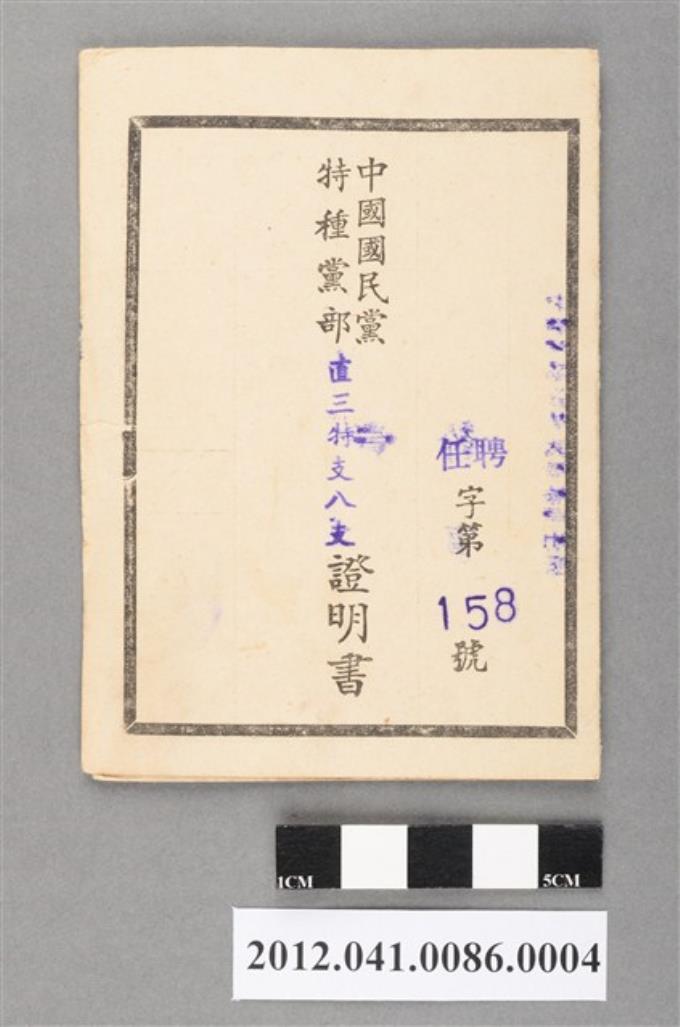 聘任字第158號
中國國民黨
特種黨部直三特支八支證明書
1CM 5CM
2012.041.0086.0004